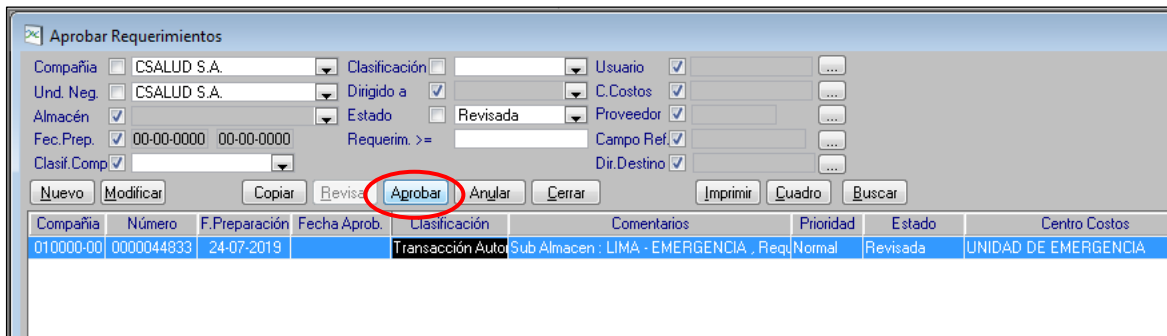 Aprobar Requerimientos
Compañia CSALUD S.A. Clasificación Usuario ...
Und. Neg. CSALUD S.A. Dirigido a C.Costos ...
Almacén Estado Revisada Proveedor ...
Fec.Prep. 00-00-0000 00-00-0000 Requerim. >= Campo Ref. ...
Clasif.Comp Dir.Destino ...
Nuevo Modificar Copiar Revisa Aprobar Anular Cerrar Imprimir Cuadro Buscar
Compañia Número F.Preparación Fecha Aprob. Clasificación Comentarios Prioridad Estado Centro Costos
010000-00 0000044833 24-07-2019 Transacción Autor Sub Almacen : LIMA - EMERGENCIA , Requ Normal Revisada UNIDAD DE EMERGENCIA